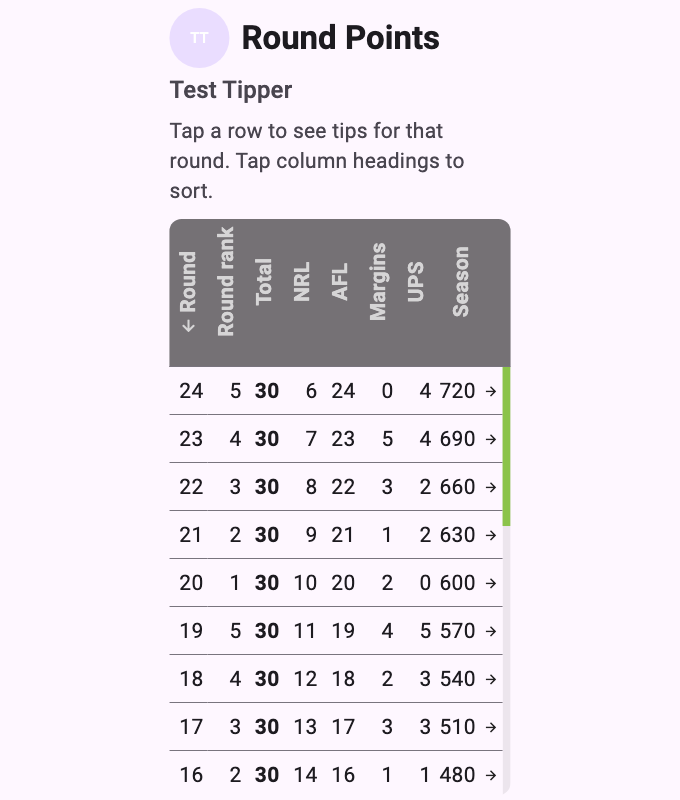 TT
Round Points
Test Tipper
Tap a row to see tips for that
round. Tap column headings to
sort.
← Round Round rank Total NRL AFL Margins UPS Season
24 5 30 6 24 0 4 720 →
23 4 30 7 23 5 4 690 →
22 3 30 8 22 3 2 660 →
21 2 30 9 21 1 2 630 →
20 1 30 10 20 2 0 600 →
19 5 30 11 19 4 5 570 →
18 4 30 12 18 2 3 540 →
17 3 30 13 17 3 3 510 →
16 2 30 14 16 1 1 480 →